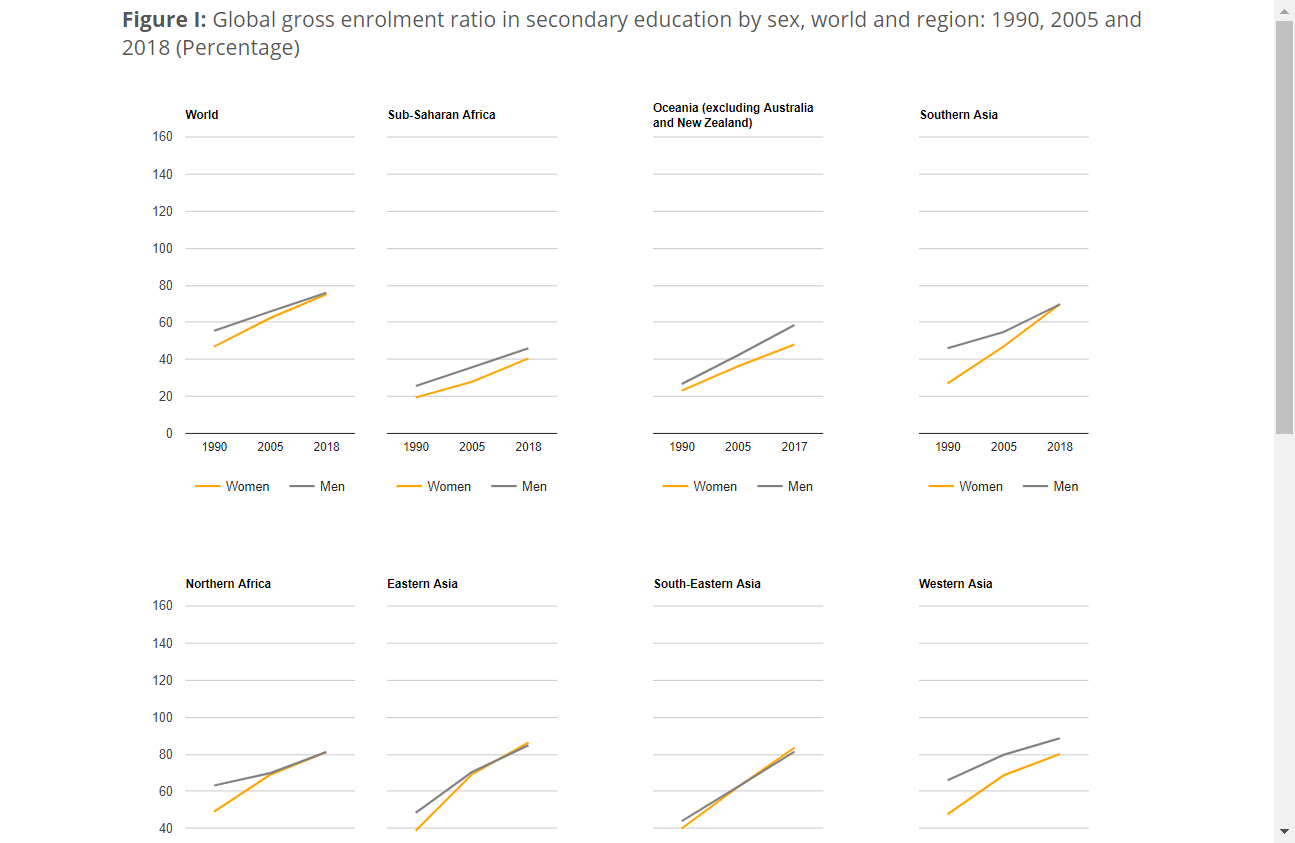 Figure I: Global gross enrolment ratio in secondary education by sex, world and region: 1990, 2005 and
2018 (Percentage)
World
Sub-Saharan Africa
Oceania (excluding Australia
and New Zealand)
Southern Asia
160
140
120
100
80
60
40
20
0
1990 2005 2018
1990 2005 2018
1990 2005 2017
1990 2005 2018
Women Men
Women Men
Women Men
Women Men
Northern Africa
Eastern Asia
South-Eastern Asia
Western Asia
160
140
120
100
80
60
40